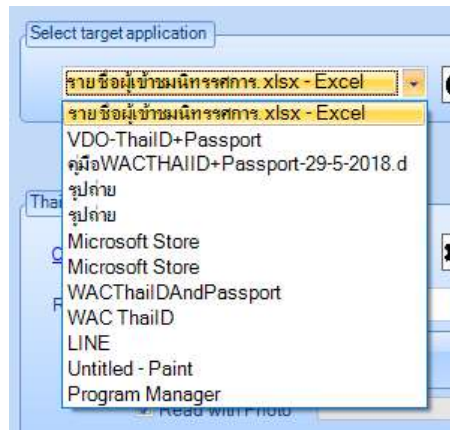 Select target application
รายชื่อผู้เข้าชมนิทรรศการ.xlsx - Excel
รายชื่อผู้เข้าชมนิทรรศการ.xlsx - Excel
VDO-ThaiID+Passport
คู่มือWACTHAIID+Passport-29-5-2018.d
รูปถ่าย
รูปถ่าย
Microsoft Store
Microsoft Store
WACThaiIDAndPassport
WAC ThaiID
LINE
Untitled - Paint
Program Manager
Read with Photo